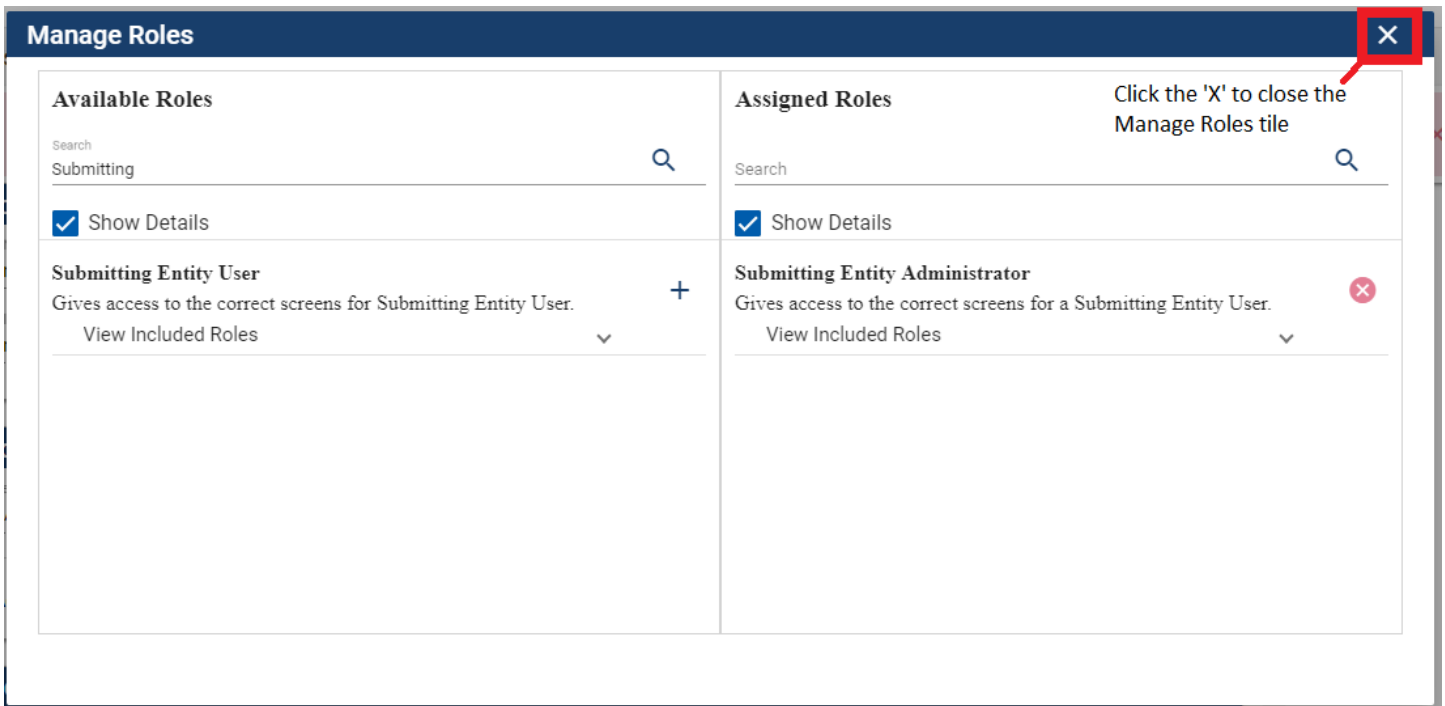 Manage Roles
Available Roles
Search
Submitting
Show Details
Submitting Entity User
Gives access to the correct screens for Submitting Entity User.
View Included Roles
Assigned Roles
Click the 'X' to close the
Manage Roles tile
Search
Show Details
Submitting Entity Administrator
Gives access to the correct screens for a Submitting Entity User.
View Included Roles